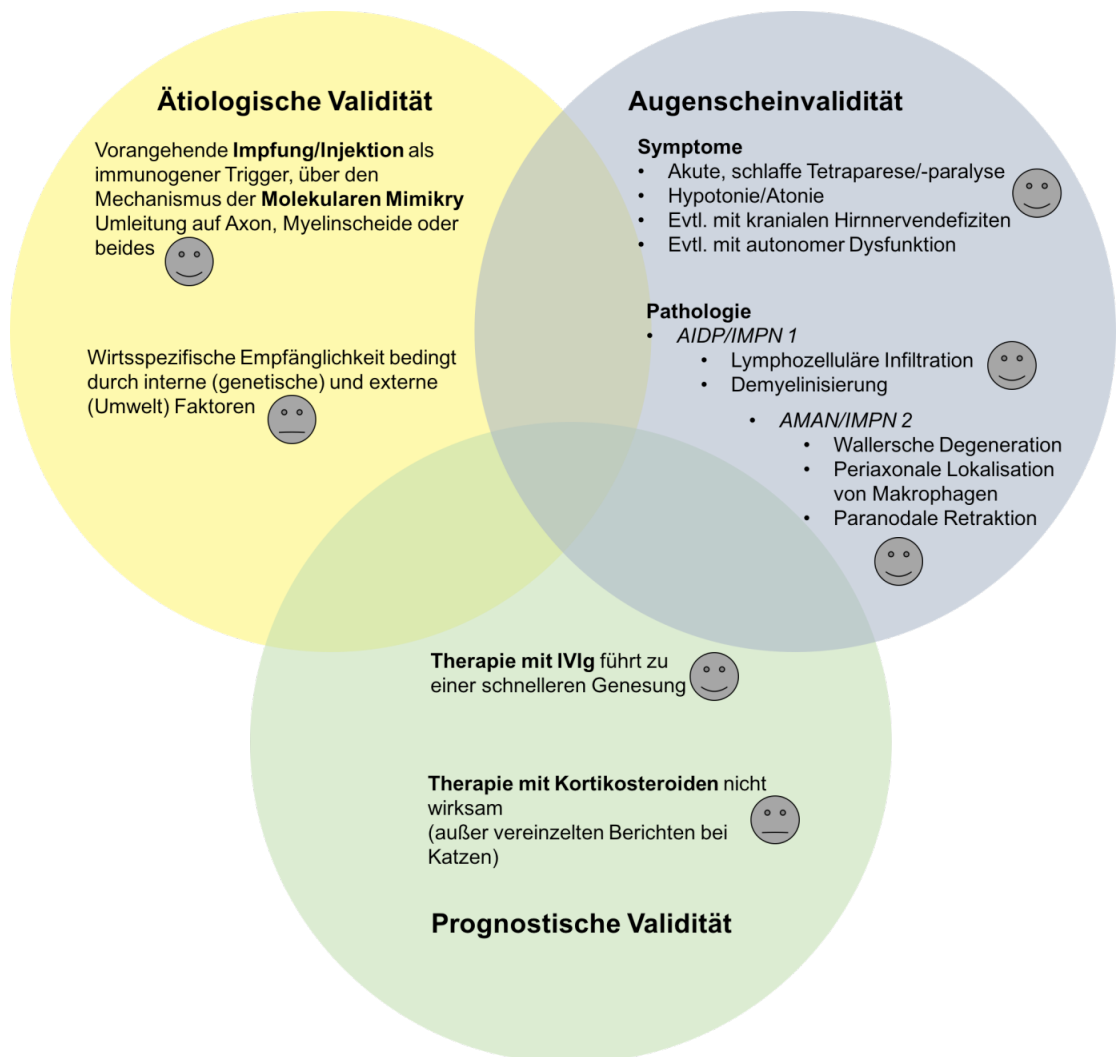 Ätiologische Validität
Vorangehende Impfung/Injektion als
immunogener Trigger, über den
Mechanismus der Molekularen Mimikry
Umleitung auf Axon, Myelinscheide oder
beides
Wirtsspezifische Empfänglichkeit bedingt
durch interne (genetische) und externe
(Umwelt) Faktoren
Augenscheinvalidität
Symptome
• Akute, schlaffe Tetraparese/-paralyse
• Hypotonie/Atonie
• Evtl. mit kranialen Hirnnervendefiziten
• Evtl. mit autonomer Dysfunktion
Pathologie
• AIDP/IMPN 1
• Lymphozelluläre Infiltration
• Demyelinisierung
• AMAN/IMPN 2
• Wallersche Degeneration
• Periaxonale Lokalisation
von Makrophagen
• Paranodale Retraktion
Therapie mit IVIg führt zu
einer schnelleren Genesung
Therapie mit Kortikosteroiden nicht
wirksam
(außer vereinzelten Berichten bei
Katzen)
Prognostische Validität